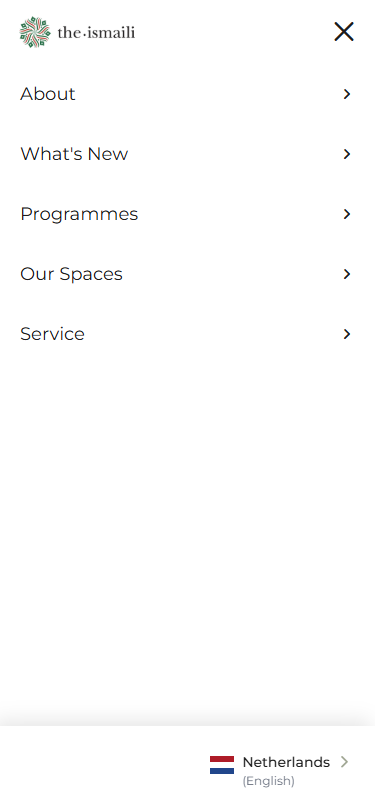 the·ismaili
About
What's New
Programmes
Our Spaces
Service
Netherlands
(English)